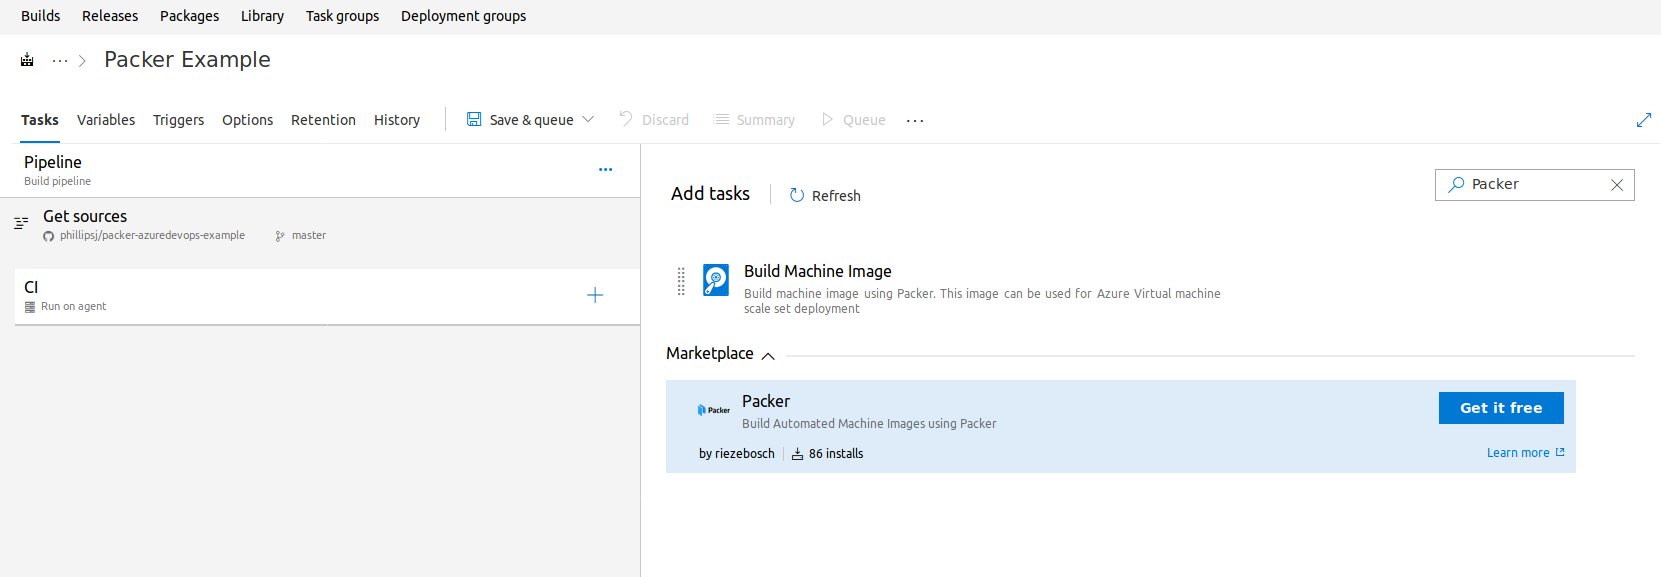 Builds Releases Packages Library Task groups Deployment groups
... > Packer Example
Tasks Variables Triggers Options Retention History Save & queue Discard Summary Queue ...
Pipeline
Build pipeline
...
Get sources
phillipsj/packer-azuredevops-example master
CI
Run on agent
Add tasks Refresh Packer
Build Machine Image
Build machine image using Packer. This image can be used for Azure Virtual machine
scale set deployment
Marketplace
Packer Packer Get it free
Build Automated Machine Images using Packer
by riezebosch 86 installs Learn more